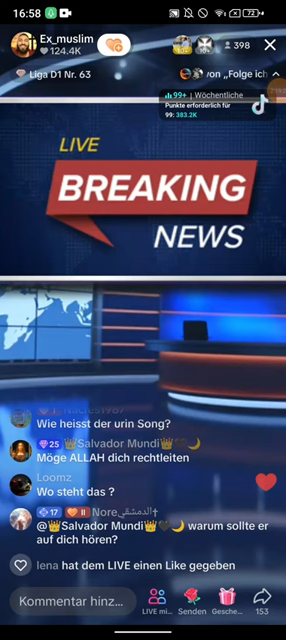 16:58
72
Ex_muslim
124.4K
398
Liga D1 Nr. 63
von „Folge ich
99+ | Wöchentliche
Punkte erforderlich für
99: 383.2K
LIVE
BREAKING
NEWS
Wie heisst der urin Song?
25 Salvador Mundi
Möge ALLAH dich rechtleiten
Loomz
Wo steht das ?
17 II Nore الدمشقي
@Salvador Mundi warum sollte er
auf dich hören?
lena hat dem LIVE einen Like gegeben
Kommentar hinz...
LIVE mi...
Senden
Gesche...
153